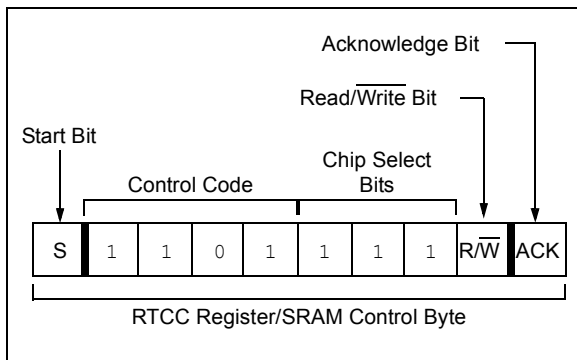 Acknowledge Bit
Read/Write Bit
Start Bit
Chip Select
Control Code
Bits
S 1 1 0 1 1 1 1 R/W ACK
RTCC Register/SRAM Control Byte